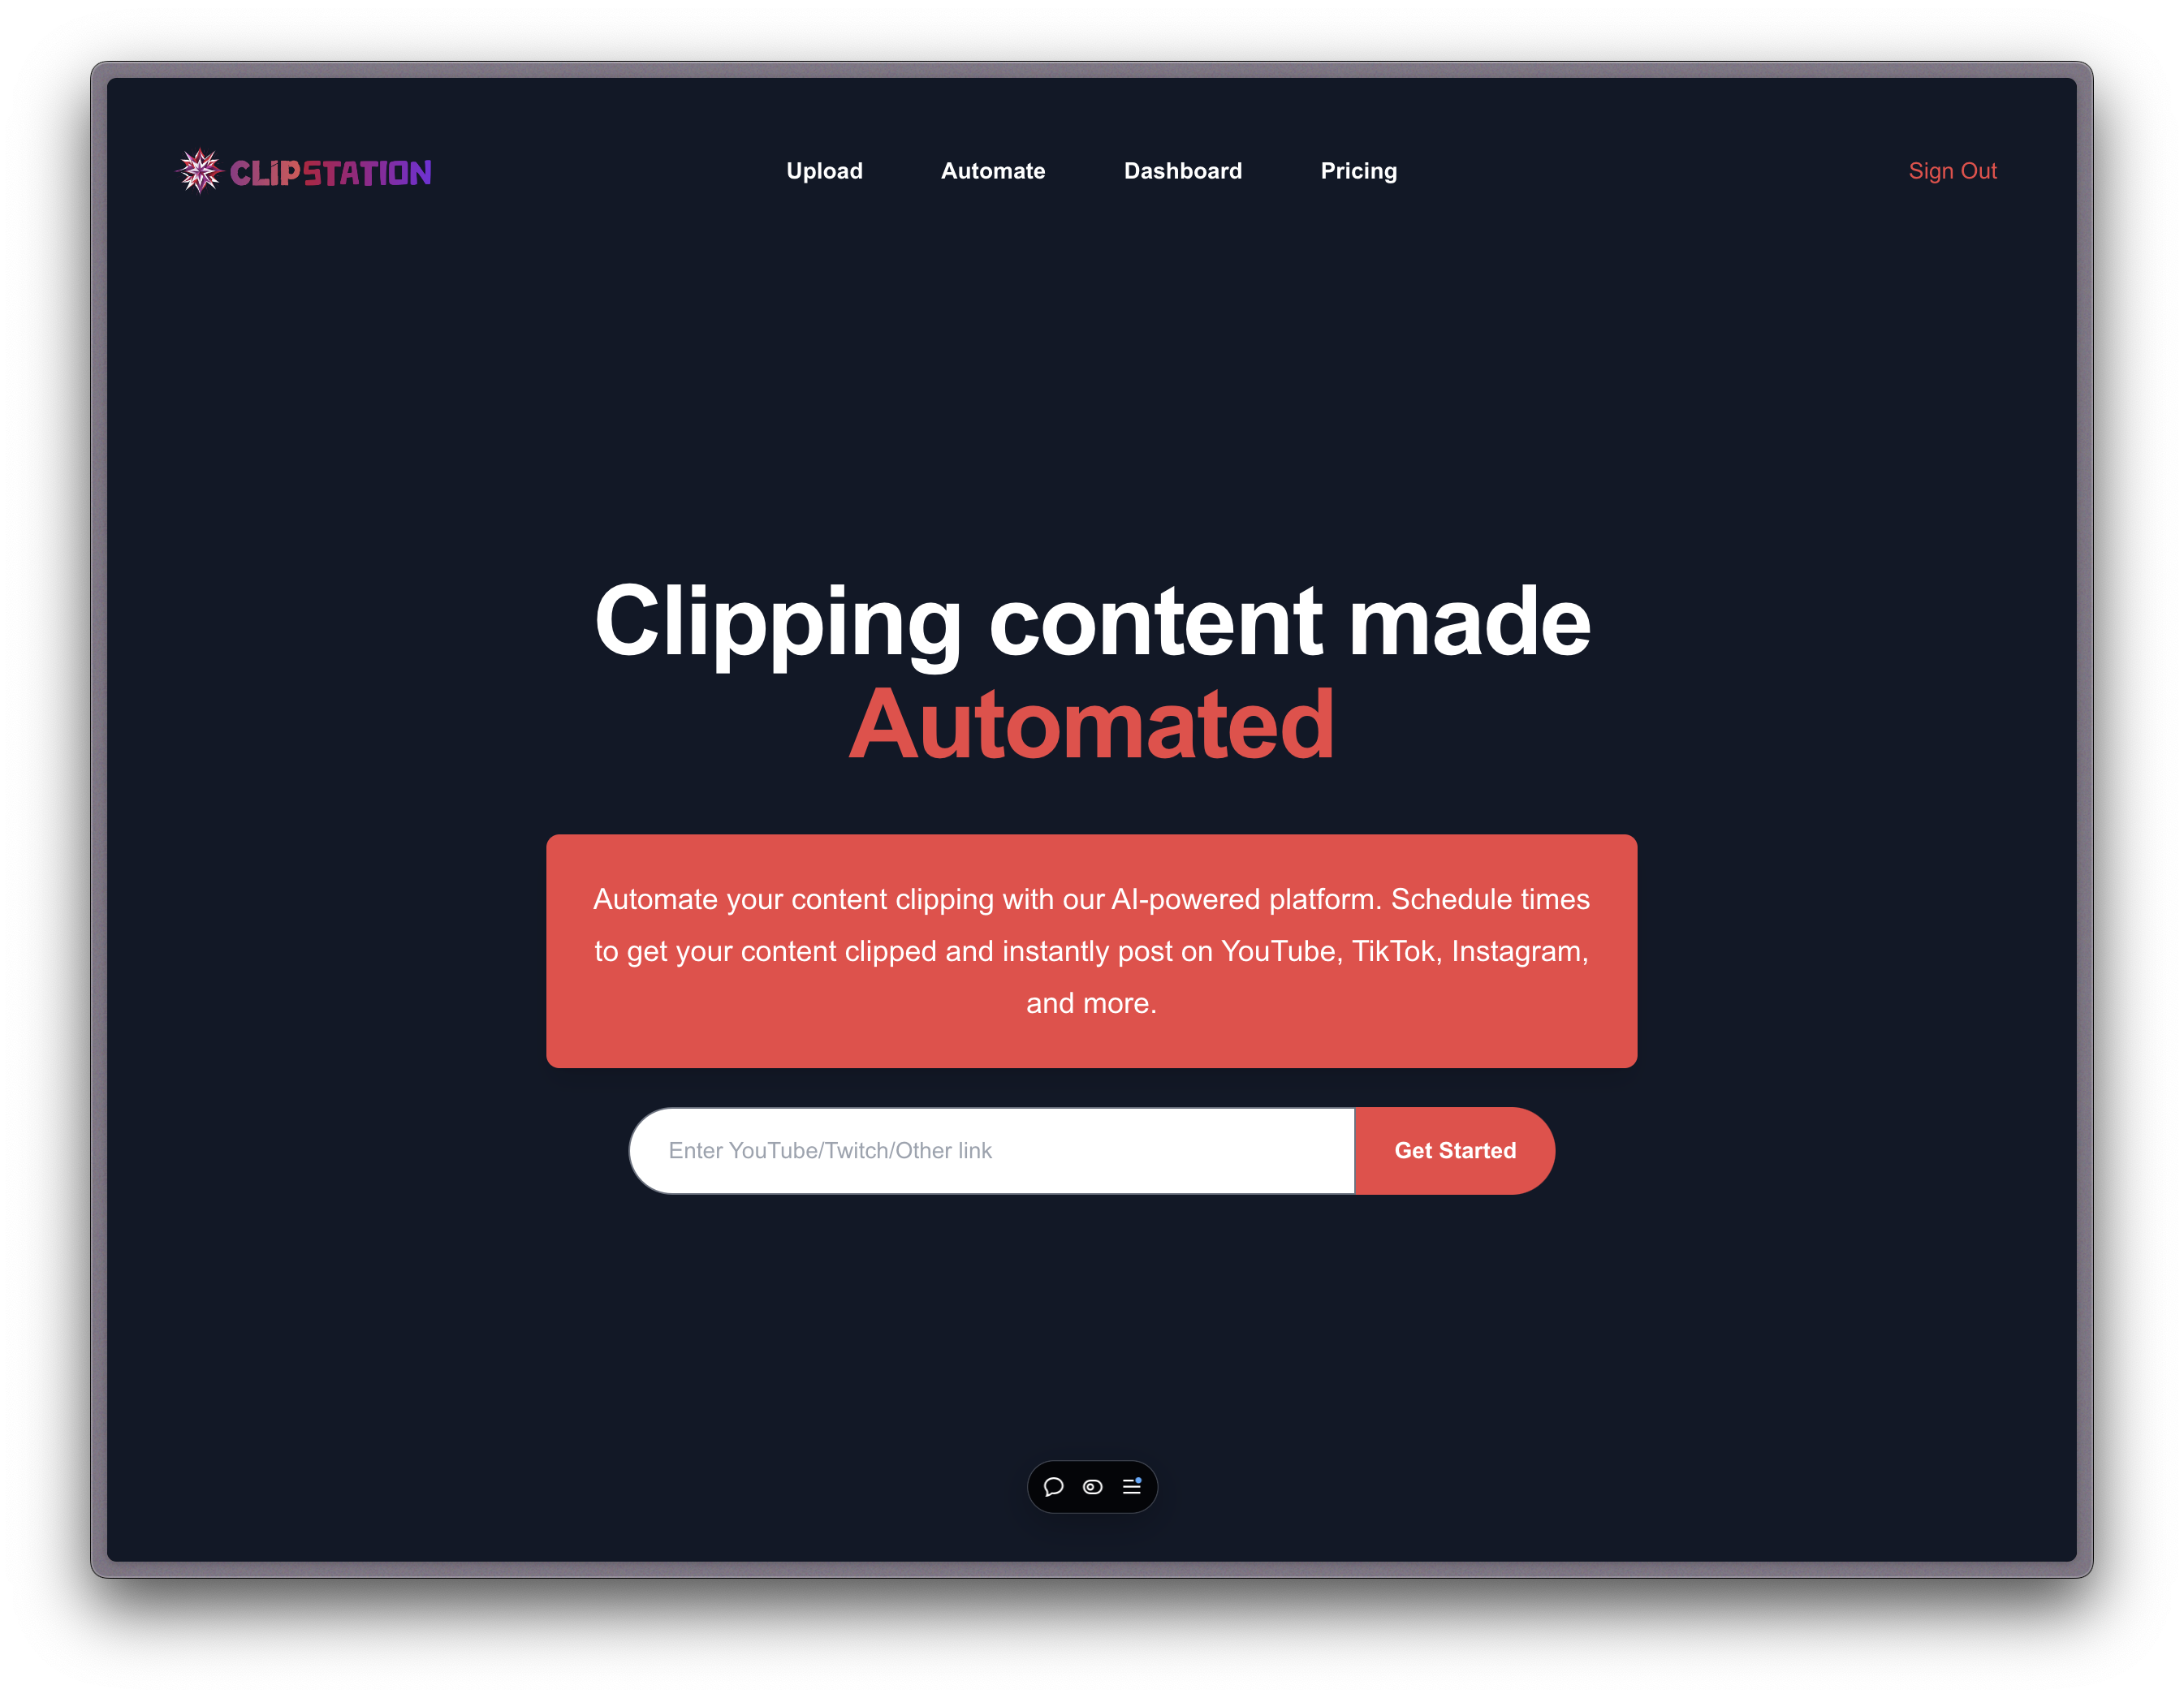 CLIPSTATION
Upload
Automate
Dashboard
Pricing
Sign Out
Clipping content made
Automated
Automate your content clipping with our AI-powered platform. Schedule times
to get your content clipped and instantly post on YouTube, TikTok, Instagram,
and more.
Enter YouTube/Twitch/Other link
Get Started